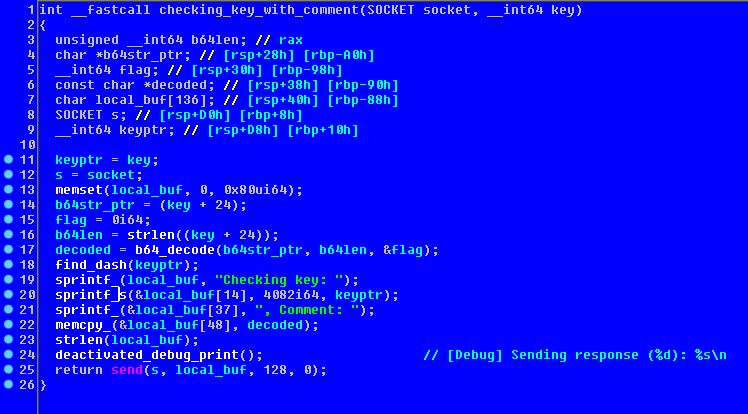 1 int __fastcall checking_key_with_comment(SOCKET socket, __int64 key)
2 {
3 unsigned __int64 b64len; // rax
4 char *b64str_ptr; // [rsp+28h] [rbp-A0h]
5 __int64 flag; // [rsp+30h] [rbp-98h]
6 const char *decoded; // [rsp+38h] [rbp-90h]
7 char local_buf[136]; // [rsp+40h] [rbp-88h]
8 SOCKET s; // [rsp+D0h] [rbp+8h]
9 __int64 keyptr; // [rsp+D8h] [rbp+10h]
10
11 keyptr = key;
12 s = socket;
13 memset(local_buf, 0, 0x80ui64);
14 b64str_ptr = (key + 24);
15 flag = 0i64;
16 b64len = strlen((key + 24));
17 decoded = b64_decode(b64str_ptr, b64len, &flag);
18 find_dash(keyptr);
19 sprintf_(local_buf, "Checking key: ");
20 sprintf_s(&local_buf[14], 4082i64, keyptr);
21 sprintf_(&local_buf[37], ", Comment: ");
22 memcpy_(&local_buf[48], decoded);
23 strlen(local_buf);
24 deactivated_debug_print(); // [Debug] Sending response (%d): %s\n
25 return send(s, local_buf, 128, 0);
26 }